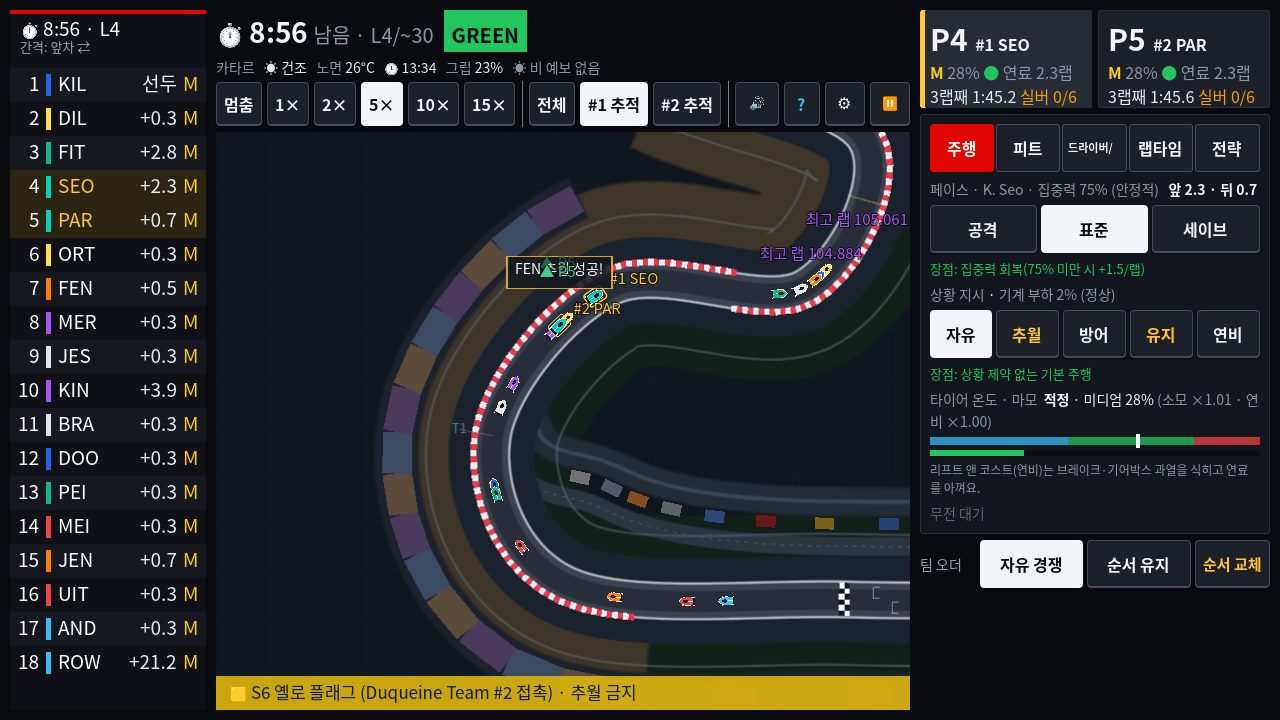 8:56 · L4
간격: 앞차 ⇄
1 KIL 선두 M
2 DIL +0.3 M
3 FIT +2.8 M
4 SEO +2.3 M
5 PAR +0.7 M
6 ORT +0.3 M
7 FEN +0.5 M
8 MER +0.3 M
9 JES +0.3 M
10 KIN +3.9 M
11 BRA +0.3 M
12 DOO +0.3 M
13 PEI +0.3 M
14 MEI +0.3 M
15 JEN +0.7 M
16 UIT +0.3 M
17 AND +0.3 M
18 ROW +21.2 M
8:56 남음 · L4/~30 GREEN
카타르 건조 노면 26°C 13:34 그립 23% 비 예보 없음
멈춤 1× 2× 5× 10× 15× 전체 #1 추적 #2 추적 ?
최고 랩 105.061
최고 랩 104.884
FEN 성공!
#1 SEO
#2 PAR
T1
S6 옐로 플래그 (Duqueine Team #2 접촉) · 추월 금지
P4 #1 SEO
M 28% 연료 2.3랩
3랩째 1:45.2 실버 0/6
P5 #2 PAR
M 28% 연료 2.3랩
3랩째 1:45.6 실버 0/6
주행 피트 드라이버/ 랩타임 전략
페이스 · K. Seo · 집중력 75% (안정적) 앞 2.3 · 뒤 0.7
공격 표준 세이브
장점: 집중력 회복(75% 미만 시 +1.5/랩)
상황 지시 · 기계 부하 2% (정상)
자유 추월 방어 유지 연비
장점: 상황 제약 없는 기본 주행
타이어 온도 · 마모 적정 · 미디엄 28% (소모 ×1.01 · 연
비 ×1.00)
리프트 앤 코스트(연비)는 브레이크·기어박스 과열을 식히고 연료
를 아껴요.
무전 대기
팀 오더 자유 경쟁 순서 유지 순서 교체